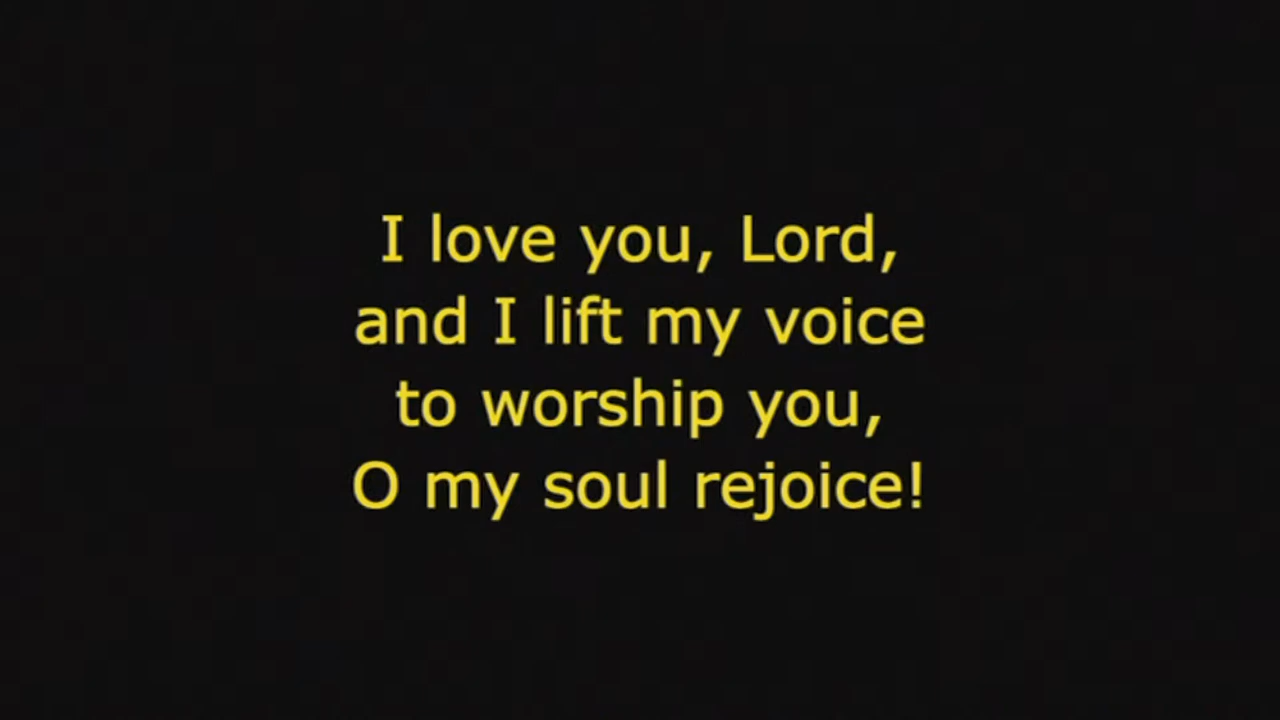 I love you, Lord,
and I lift my voice
to worship you,
O my soul rejoice!